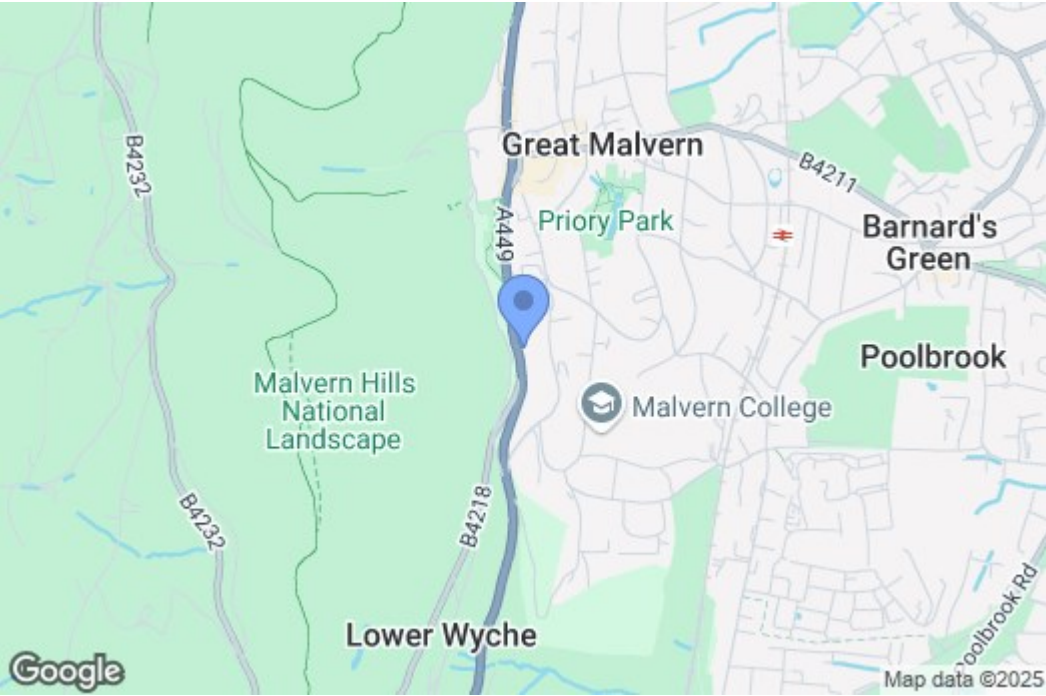 Great Malvern
B4232
B4211
A449
Priory Park
Barnard's
Green
Poolbrook
Malvern Hills
National
Landscape
Malvern College
B4218
B4232
Lower Wyche
Poolbrook Rd
Google
Map data ©2025